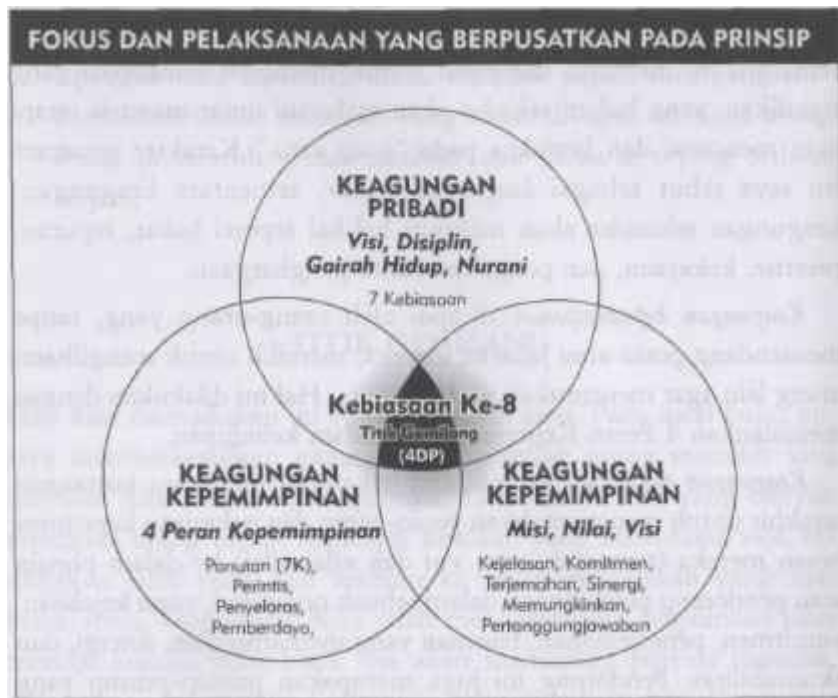 FOKUS DAN PELAKSANAAN YANG BERPUSATKAN PADA PRINSIP
KEAGUNGAN
PRIBADI
Visi, Disiplin,
Gairah Hidup, Nurani
7 Kebiasaan
Kebiasaan Ke-8
(4DP)
KEAGUNGAN
KEPEMIMPINAN
4 Peran Kepemimpinan
Panutan (7K),
Perintis,
Penyelaras,
Pemberdaya,
KEAGUNGAN
KEPEMIMPINAN
Misi, Nilai, Visi
Kejelasan, Komitmen,
Terjemahan, Sinergi,
Memungkinkan,
Pertanggungjawaban